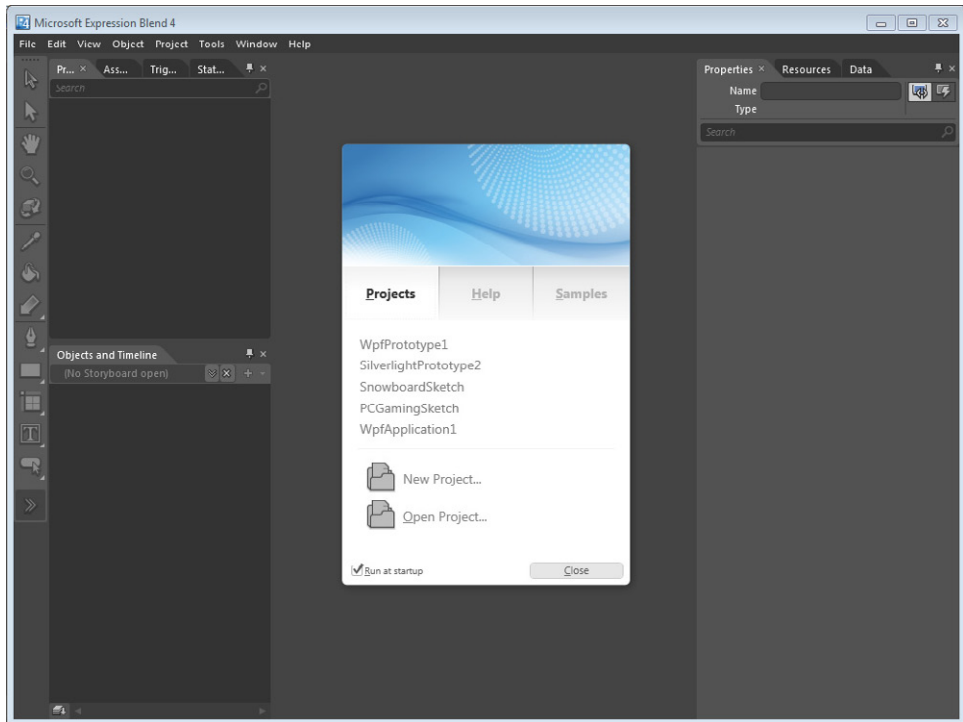 Microsoft Expression Blend 4
File Edit View Object Project Tools Window Help
Pr... Ass... Trig... Stat...
Search
Properties Resources Data
Name
Type
Search
Projects Help Samples
WpfPrototype1
SilverlightPrototype2
SnowboardSketch
PCGamingSketch
WpfApplication1
New Project...
Open Project...
Run at startup
Close
Objects and Timeline
(No Storyboard open)